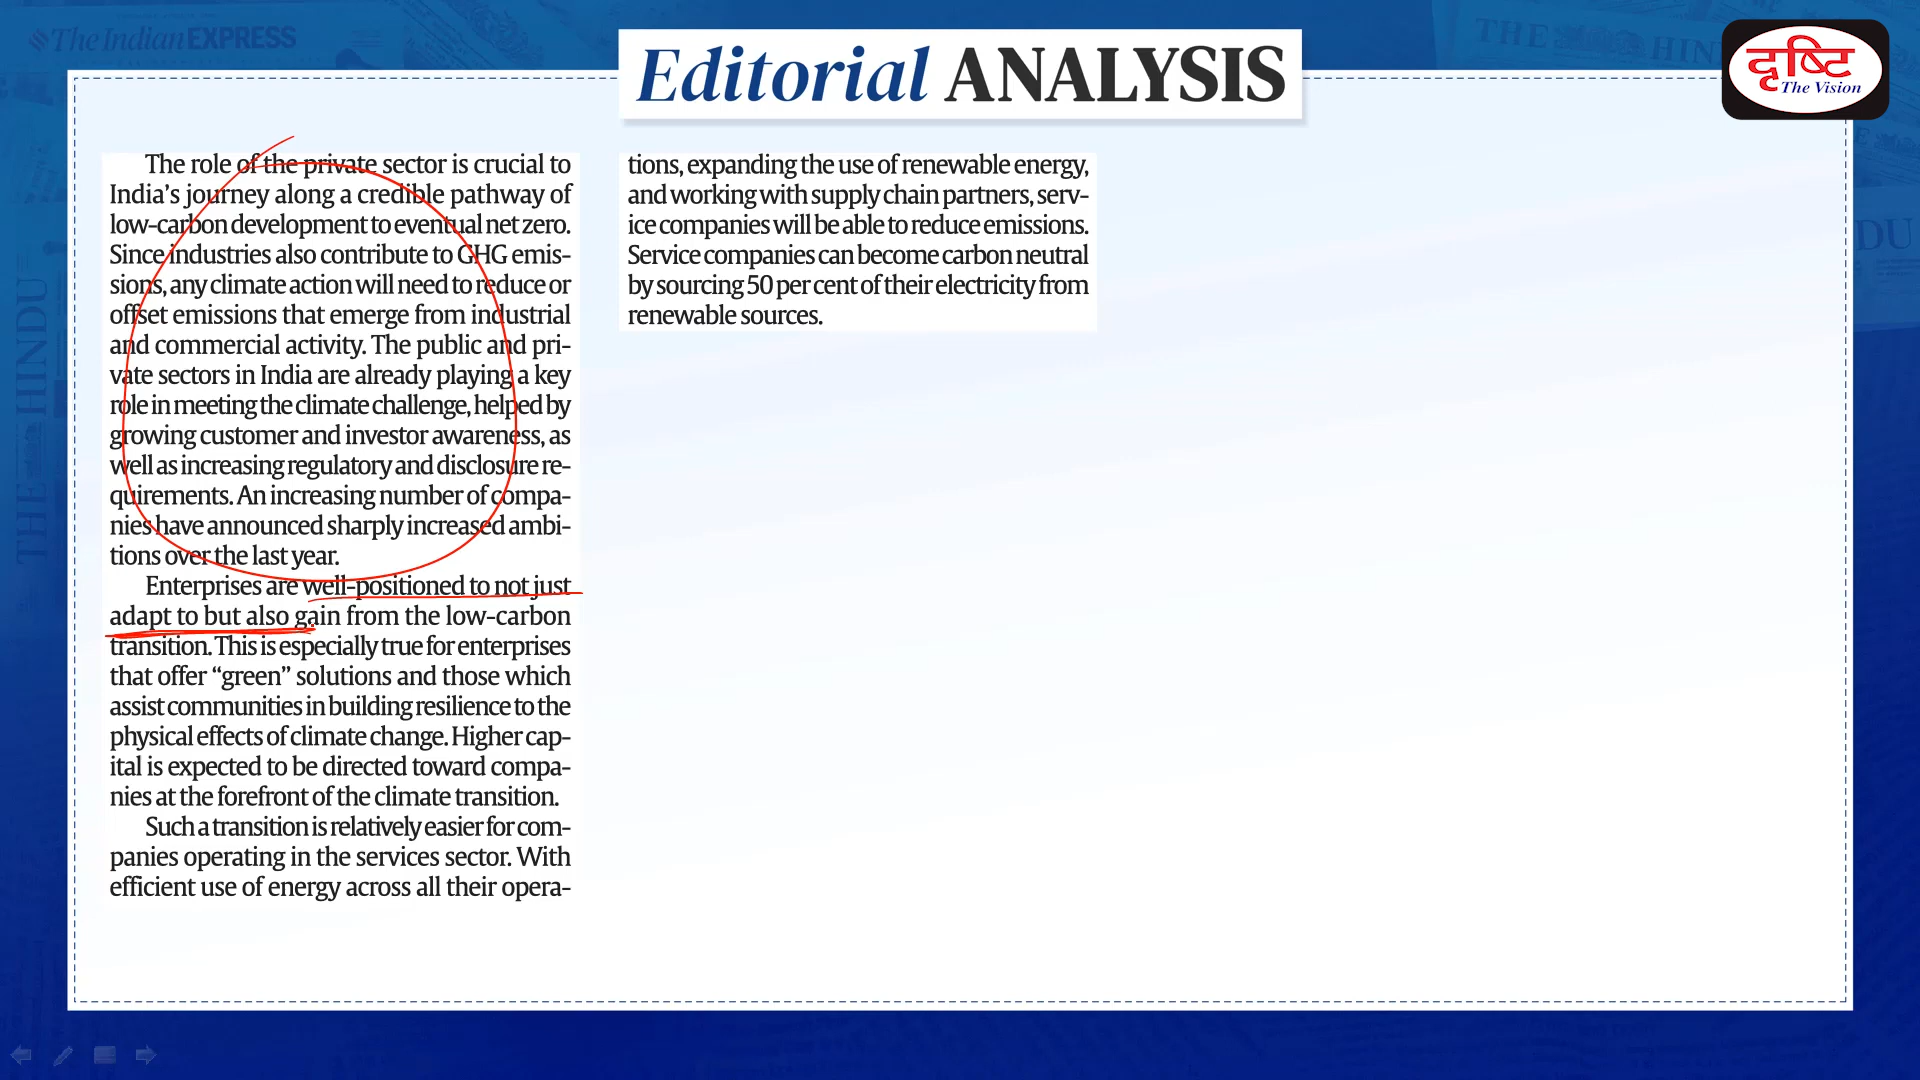 The Indian EXPRESS
THE HINDU
Editorial ANALYSIS
दृष्टि
The Vision
The role of the private sector is crucial to
India's journey along a credible pathway of
low-carbon development to eventual net zero.
Since industries also contribute to GHG emis-
sions, any climate action will need to reduce or
offset emissions that emerge from industrial
and commercial activity. The public and pri-
vate sectors in India are already playing a key
role in meeting the climate challenge, helped by
growing customer and investor awareness, as
well as increasing regulatory and disclosure re-
quirements. An increasing number of compa-
nies have announced sharply increased ambi-
tions over the last year.
Enterprises are well-positioned to not just
adapt to but also gain from the low-carbon
transition. This is especially true for enterprises
that offer “green” solutions and those which
assist communities in building resilience to the
physical effects of climate change. Higher cap-
ital is expected to be directed toward compa-
nies at the forefront of the climate transition.
Such a transition is relatively easier for com-
panies operating in the services sector. With
efficient use of energy across all their opera-
tions, expanding the use of renewable energy,
and working with supply chain partners, serv-
ice companies will be able to reduce emissions.
Service companies can become carbon neutral
by sourcing 50 per cent of their electricity from
renewable sources.